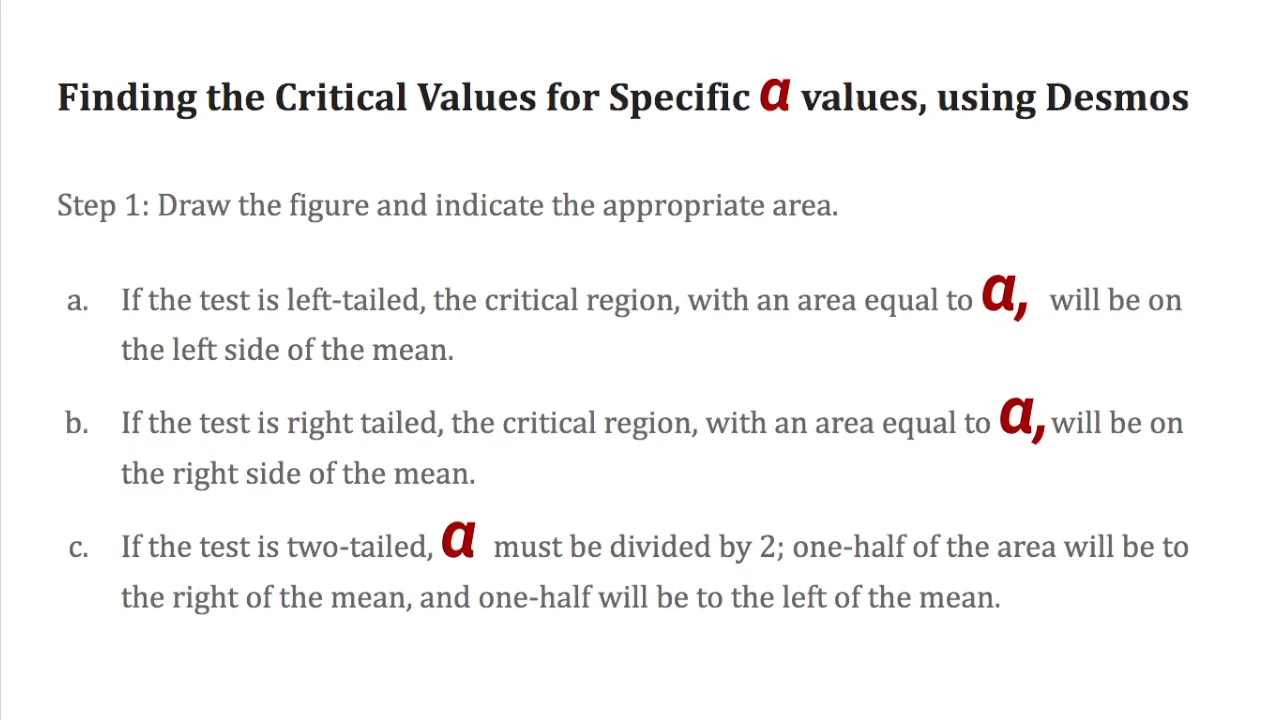 Finding the Critical Values for Specific α values, using Desmos
Step 1: Draw the figure and indicate the appropriate area.
a. If the test is left-tailed, the critical region, with an area equal to α, will be on
the left side of the mean.
b. If the test is right tailed, the critical region, with an area equal to α, will be on
the right side of the mean.
c. If the test is two-tailed, α must be divided by 2; one-half of the area will be to
the right of the mean, and one-half will be to the left of the mean.